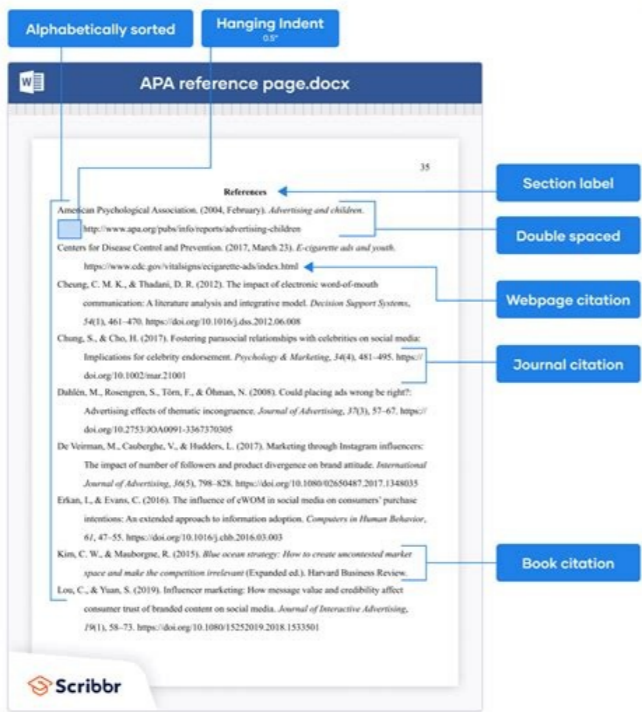 Alphabetically sorted
Hanging Indent
0.5"
W
APA reference page.docx
35
References
American Psychological Association. (2004, February). Advertising and children.
http://www.apa.org/pubs/info/reports/advertising-children
Centers for Disease Control and Prevention. (2017, March 23). E-cigarette ads and youth.
https://www.cdc.gov/vitalsigns/ecigarette-ads/index.html
Cheung, C. M. K., & Thadani, D. R. (2012). The impact of electronic word-of-mouth
communication: A literature analysis and integrative model. Decision Support Systems,
54(1), 461–470. https://doi.org/10.1016/j.dss.2012.06.008
Chung, S., & Cho, H. (2017). Fostering parasocial relationships with celebrities on social media:
Implications for celebrity endorsement. Psychology & Marketing, 34(4), 481–495. https://
doi.org/10.1002/mar.21001
Dahlén, M., Rosengren, S., Törn, F., & Öhman, N. (2008). Could placing ads wrong be right?:
Advertising effects of thematic incongruence. Journal of Advertising, 37(3), 57–67. https://
doi.org/10.2753/JOA0091-3367370305
De Veirman, M., Cauberghe, V., & Hudders, L. (2017). Marketing through Instagram influencers:
The impact of number of followers and product divergence on brand attitude. International
Journal of Advertising, 36(5), 798–828. https://doi.org/10.1080/02650487.2017.1348035
Erkan, I., & Evans, C. (2016). The influence of eWOM in social media on consumers' purchase
intentions: An extended approach to information adoption. Computers in Human Behavior,
61, 47–55. https://doi.org/10.1016/j.chb.2016.03.003
Kim, C. W., & Mauborgne, R. (2015). Blue ocean strategy: How to create uncontested market
space and make the competition irrelevant (Expanded ed.). Harvard Business Review.
Lou, C., & Yuan, S. (2019). Influencer marketing: How message value and credibility affect
consumer trust of branded content on social media. Journal of Interactive Advertising,
19(1), 58–73. https://doi.org/10.1080/15252019.2018.1533501
Section label
Double spaced
Webpage citation
Journal citation
Book citation
Scribbr